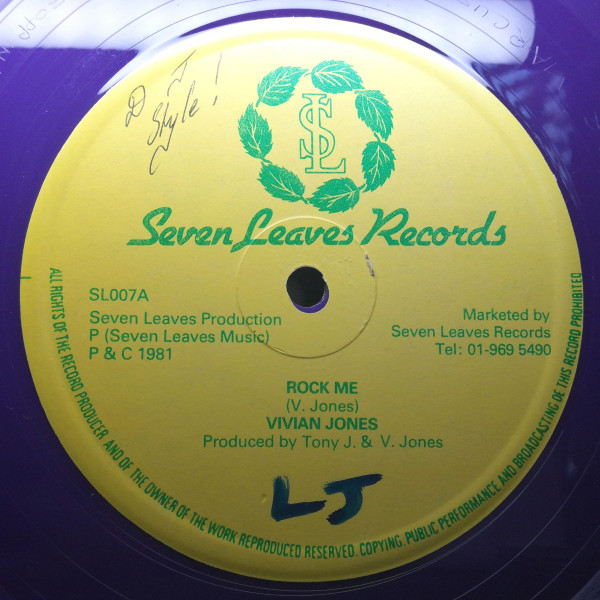 D J
Style!
SL
Seven Leaves Records
SL007A
Seven Leaves Production
P (Seven Leaves Music)
P & C 1981
Marketed by
Seven Leaves Records
Tel: 01-969 5490
ROCK ME
(V. Jones)
VIVIAN JONES
Produced by Tony J. & V. Jones
LJ
ALL RIGHTS OF THE RECORD PRODUCER AND OF THE OWNER OF THE WORK REPRODUCED RESERVED. COPYING, PUBLIC PERFORMANCE AND BROADCASTING OF THIS RECORD PROHIBITED